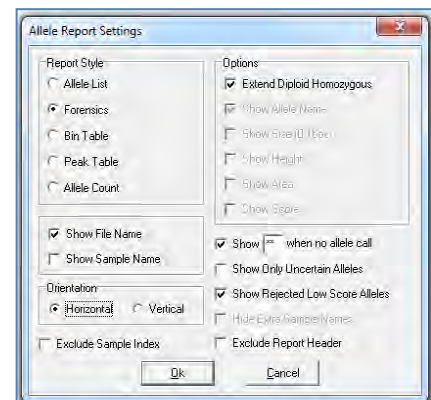 Allele Report Settings
Report Style
Allele List
Forensics
Bin Table
Peak Table
Allele Count
Show File Name
Show Sample Name
Orientation
Horizontal Vertical
Exclude Sample Index
Options
Extend Diploid Homozygous
Show Allele Name
Show Height
Show Area
Show Score
Show when no allele call
Show Only Uncertain Alleles
Show Rejected Low Score Alleles
Hide Extra Sample Names
Exclude Report Header
Ok Cancel